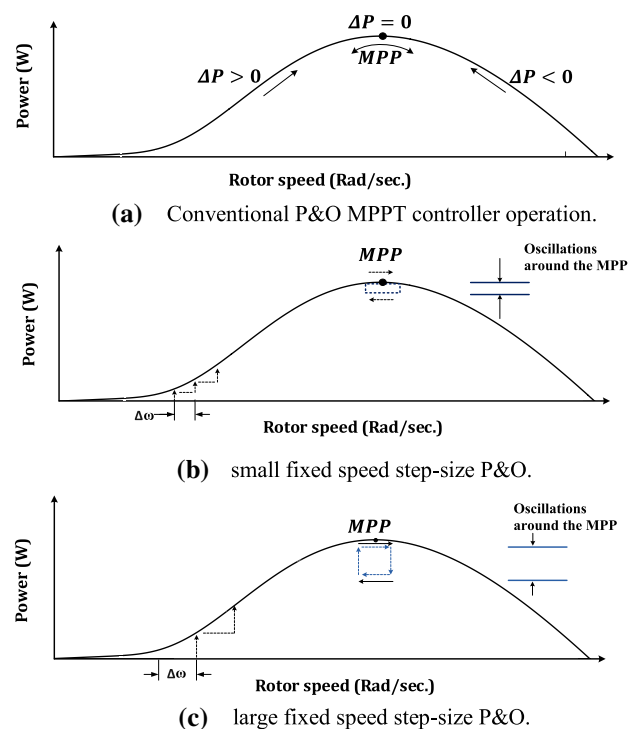 ΔP = 0
MPP
ΔP > 0
ΔP < 0
Power (W)
Rotor speed (Rad/sec.)
(a) Conventional P&O MPPT controller operation.
Oscillations
around the MPP
MPP
Power (W)
Δω
Rotor speed (Rad/sec.)
(b) small fixed speed step-size P&O.
Oscillations
around the MPP
MPP
Power (W)
Δω
Rotor speed (Rad/sec.)
(c) large fixed speed step-size P&O.